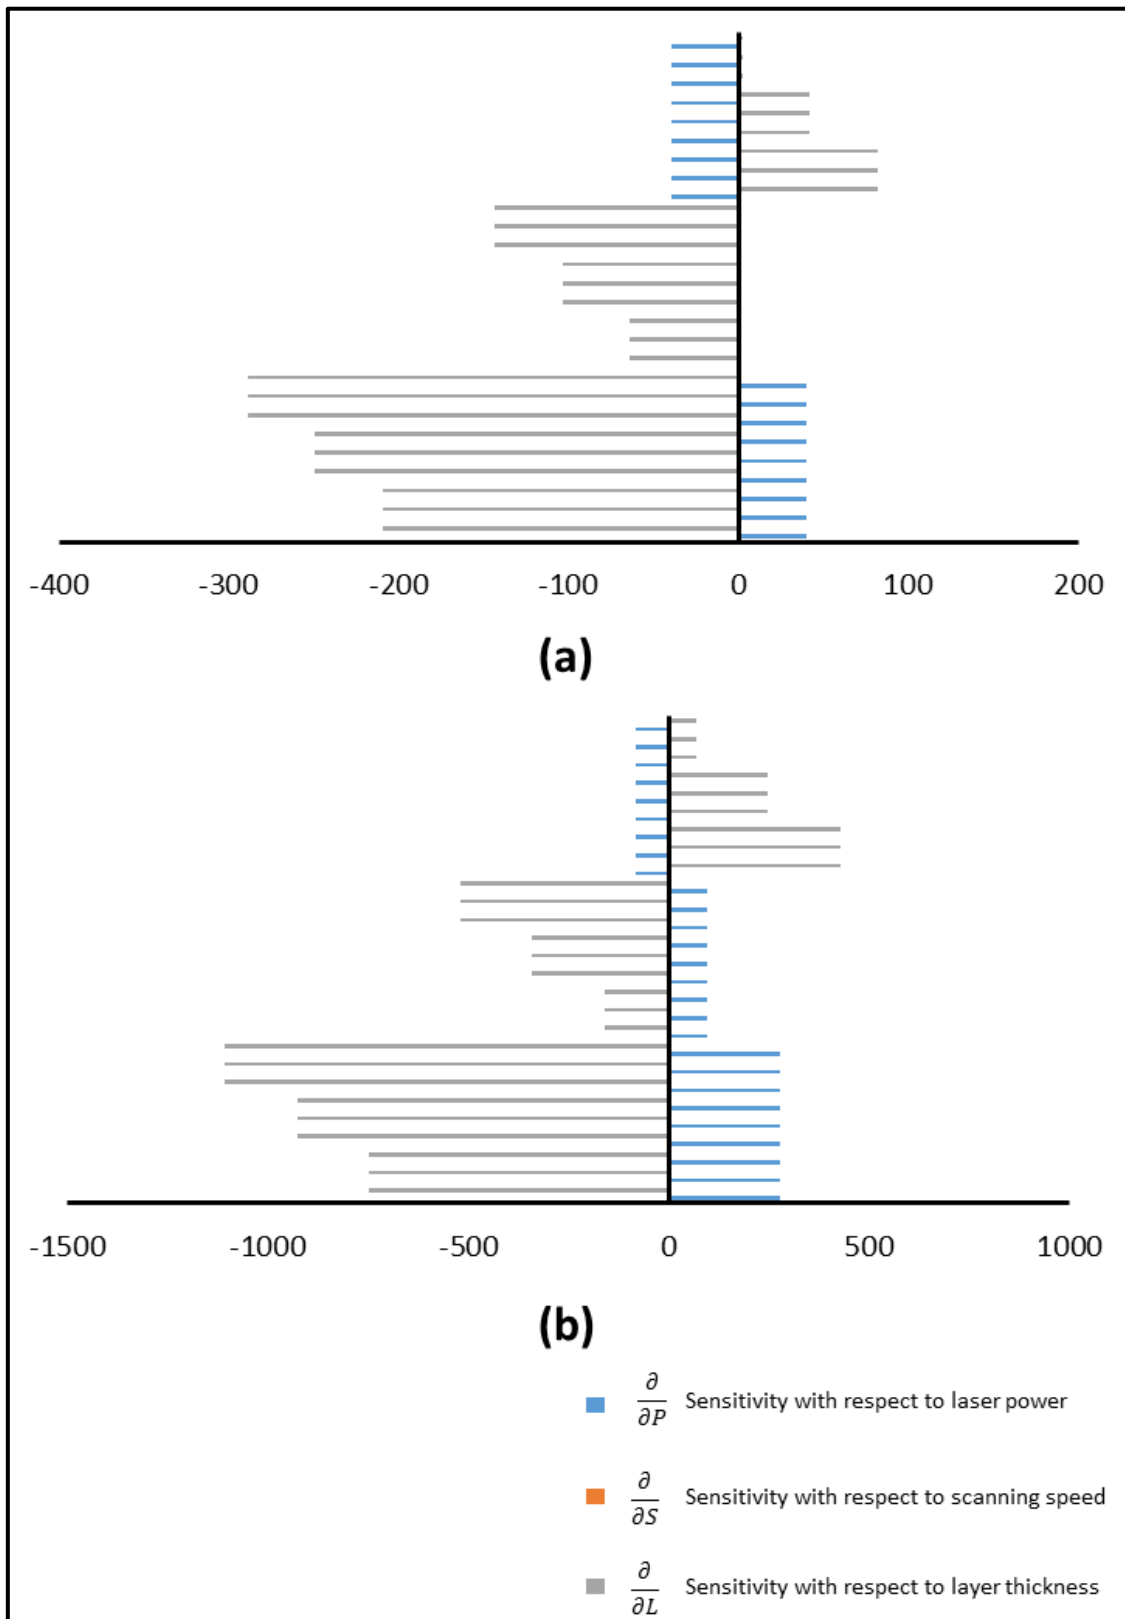 -400 -300 -200 -100 0 100 200
(a)
-1500 -1000 -500 0 500 1000
(b)
∂/∂P Sensitivity with respect to laser power
∂/∂S Sensitivity with respect to scanning speed
∂/∂L Sensitivity with respect to layer thickness